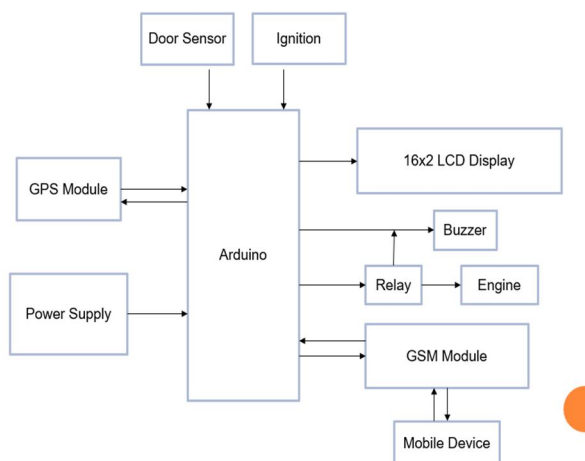 Door Sensor
Ignition
16x2 LCD Display
GPS Module
Buzzer
Arduino
Relay
Engine
Power Supply
GSM Module
Mobile Device